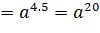 = a^{4.5} = a^{20}